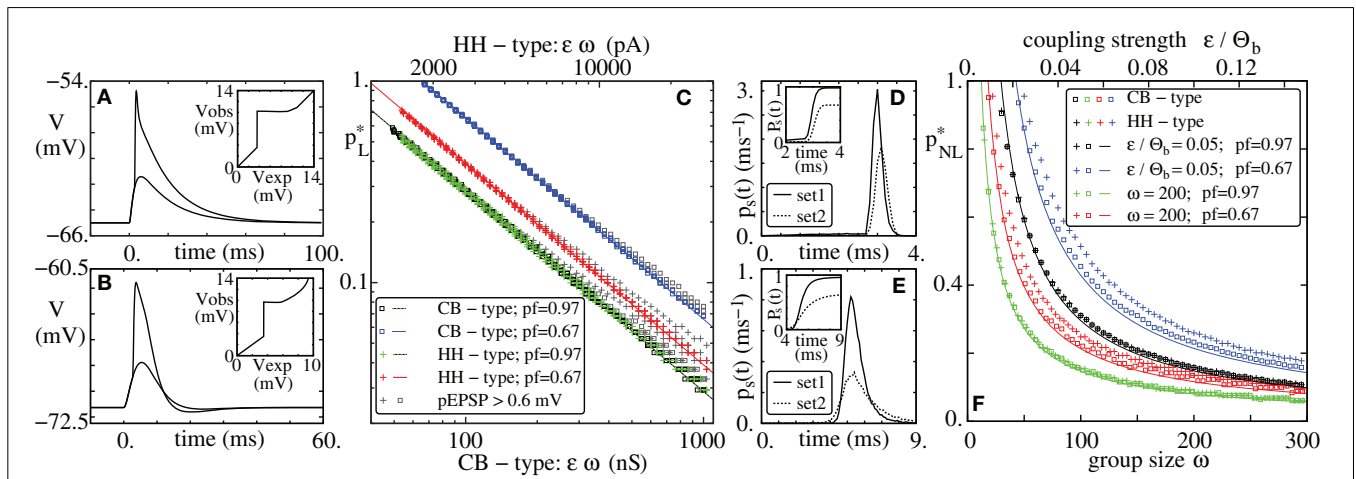 A
V
(mV)
−54.
−66.
0.
time (ms)
100.
Vobs
(mV)
14
0
0
Vexp
(mV)
14
B
V
(mV)
−60.5
−72.5
0.
time (ms)
60.
Vobs
(mV)
14
0
0
Vexp
(mV)
10
HH − type: ε ω (pA)
2000
10000
C
1.
p*L
0.1
CB − type; pf=0.97
CB − type; pf=0.67
HH − type; pf=0.97
HH − type; pf=0.67
pEPSP > 0.6 mV
100
1000
CB − type: ε ω (nS)
D
ps(t) (ms−1)
3.
0.
0.
time (ms)
4.
Ps(t)
1
0
2
time
(ms)
4
set1
set2
E
ps(t) (ms−1)
1.
0.
0.
time (ms)
9.
Ps(t)
1
0
4
time
(ms)
9
set1
set2
coupling strength ε / Θb
0.
0.04
0.08
0.12
1.
p*NL
0.4
0.
CB − type
HH − type
ε / Θb = 0.05; pf=0.97
ε / Θb = 0.05; pf=0.67
ω = 200; pf=0.97
ω = 200; pf=0.67
F
0
100
200
300
group size ω